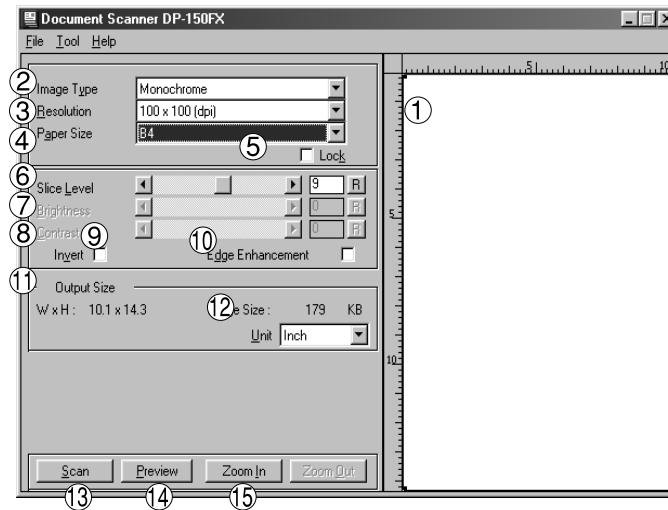 Document Scanner DP-150FX
File Tool Help
② Image Type Monochrome
③ Resolution 100 x 100 (dpi)
④ Paper Size B4
⑤ Lock
①
⑥ Slice Level 9 R
⑦ Brightness 0 R
⑧ Contrast 0 R
⑨ Invert ⑩ Edge Enhancement
⑪ Output Size
W x H : 10.1 x 14.3 ⑫ e Size : 179 KB
Unit Inch
Scan Preview Zoom In Zoom Out
⑬ ⑭ ⑮
5 10
5
10